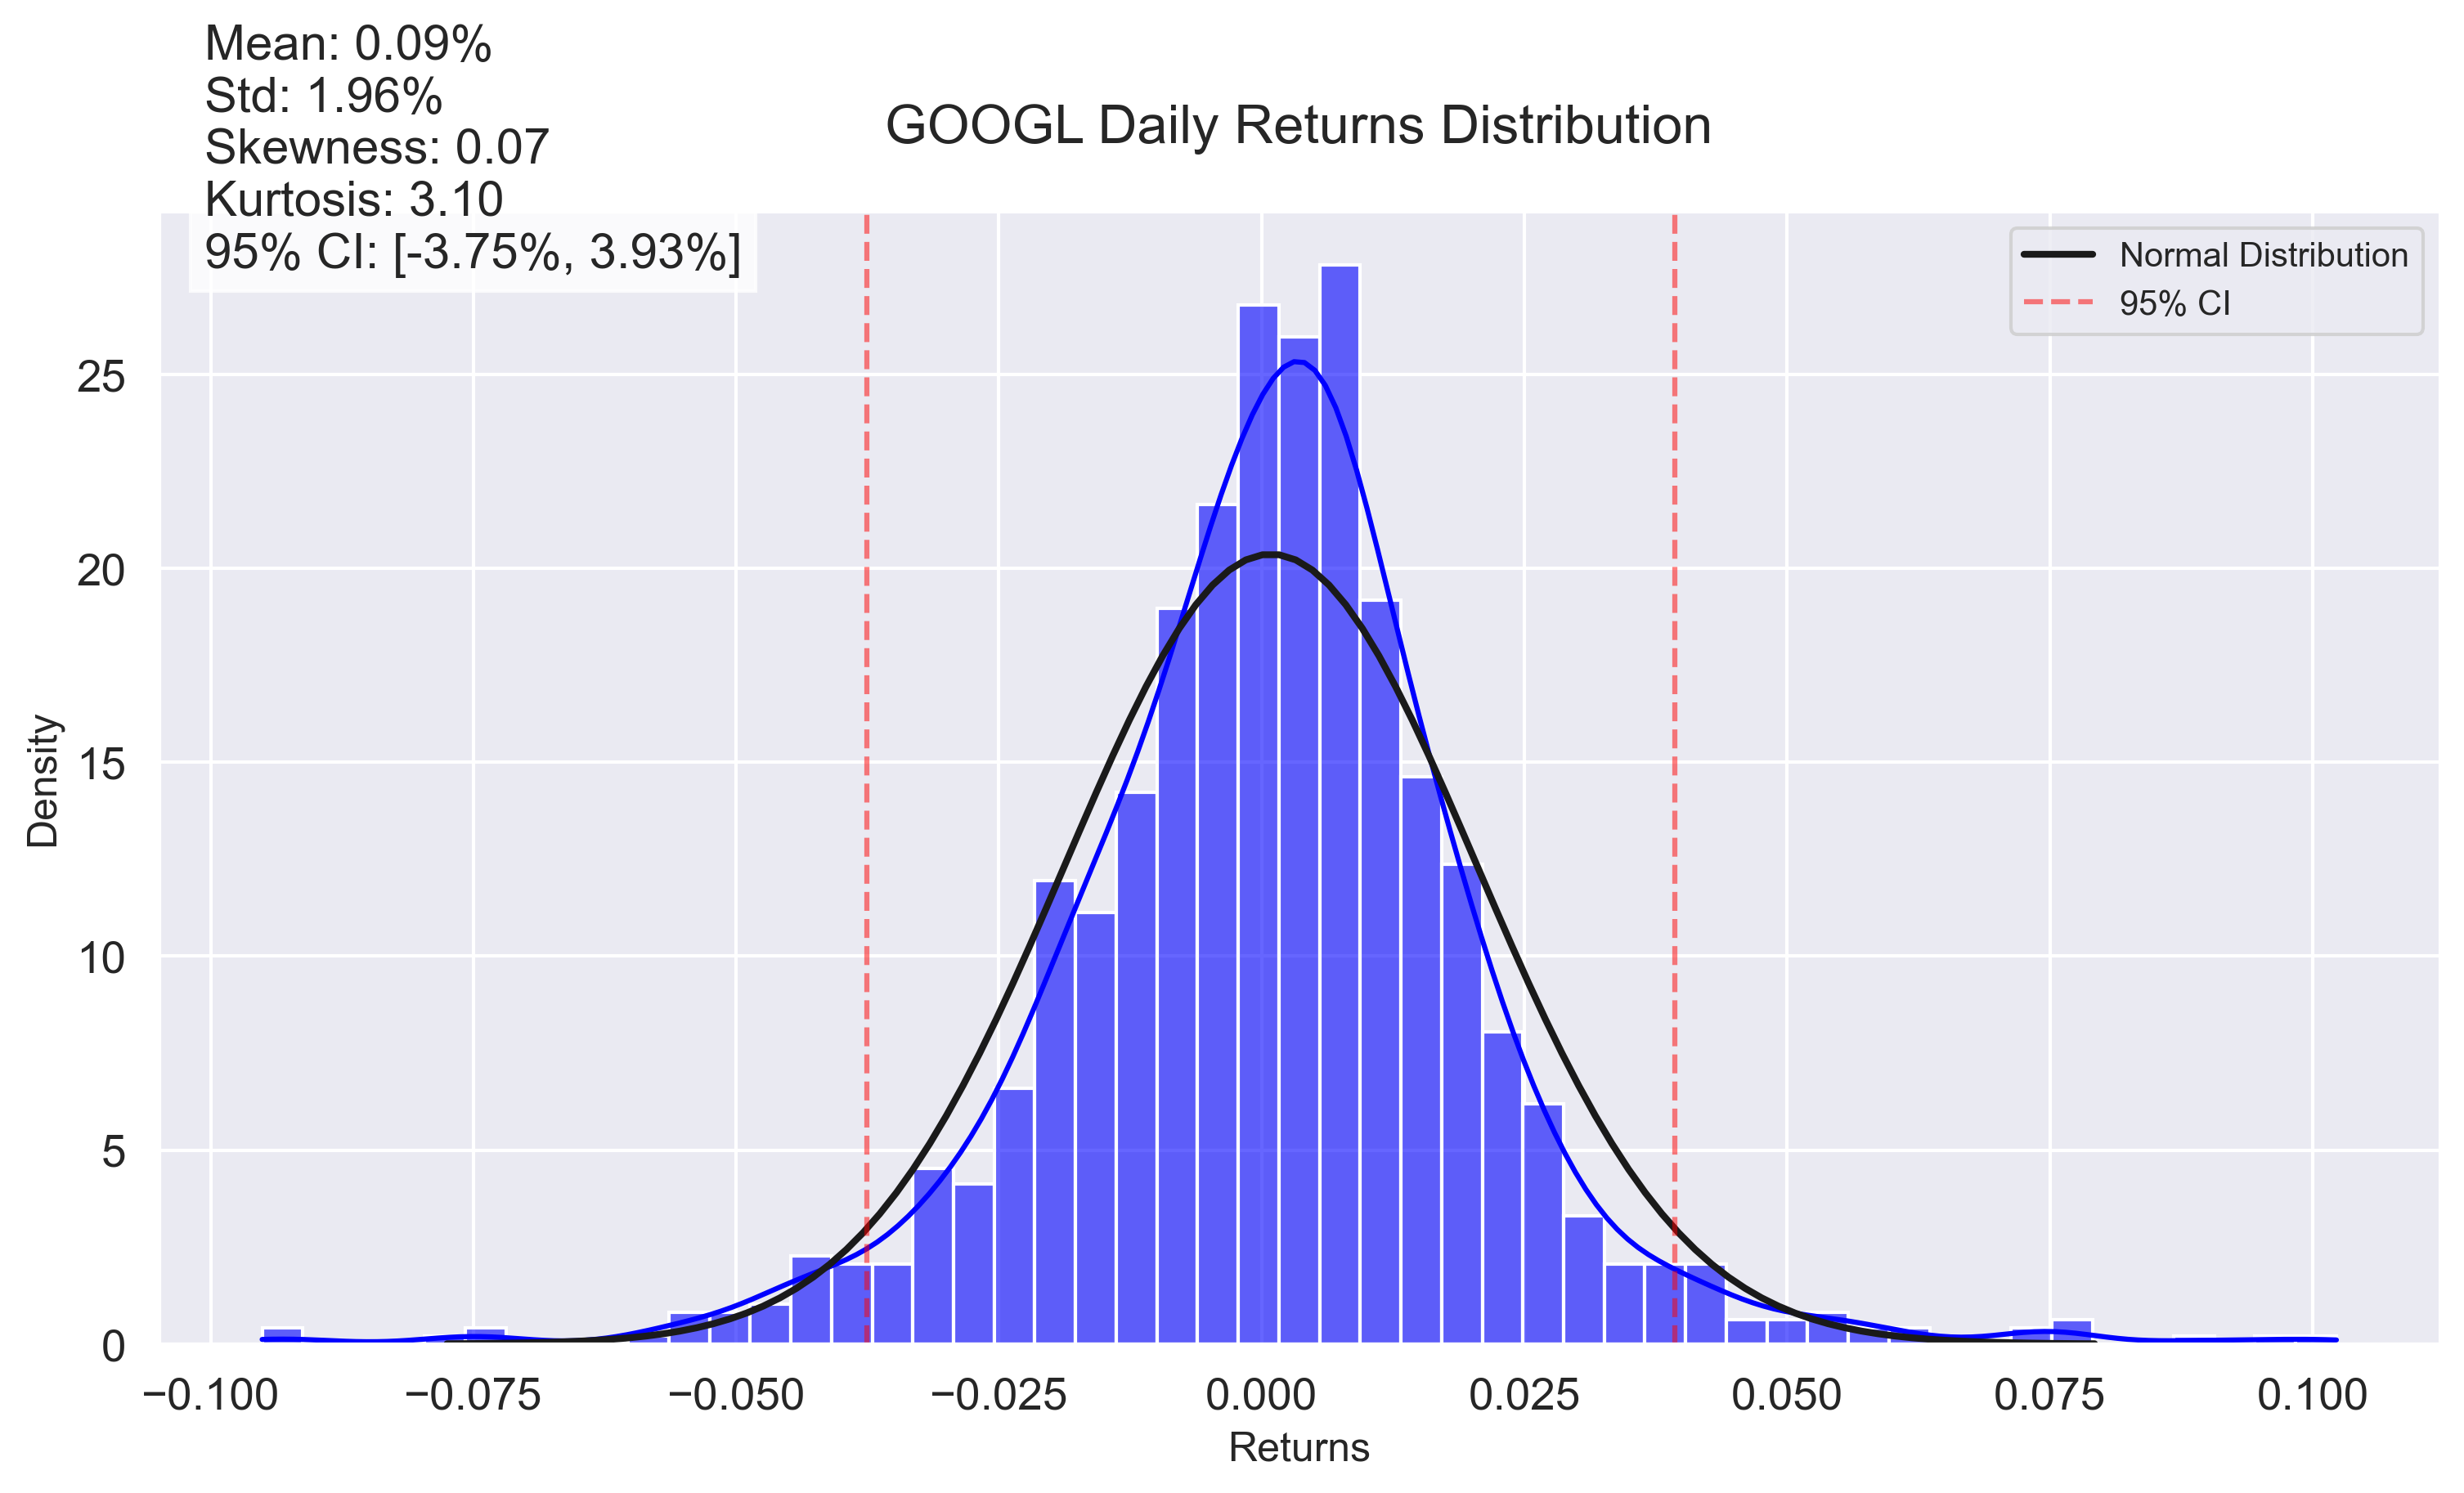 Mean: 0.09%
Std: 1.96%
Skewness: 0.07
Kurtosis: 3.10
95% CI: [-3.75%, 3.93%]
GOOGL Daily Returns Distribution
Normal Distribution
95% CI
Density
25
20
15
10
5
0
−0.100 −0.075 −0.050 −0.025 0.000 0.025 0.050 0.075 0.100
Returns